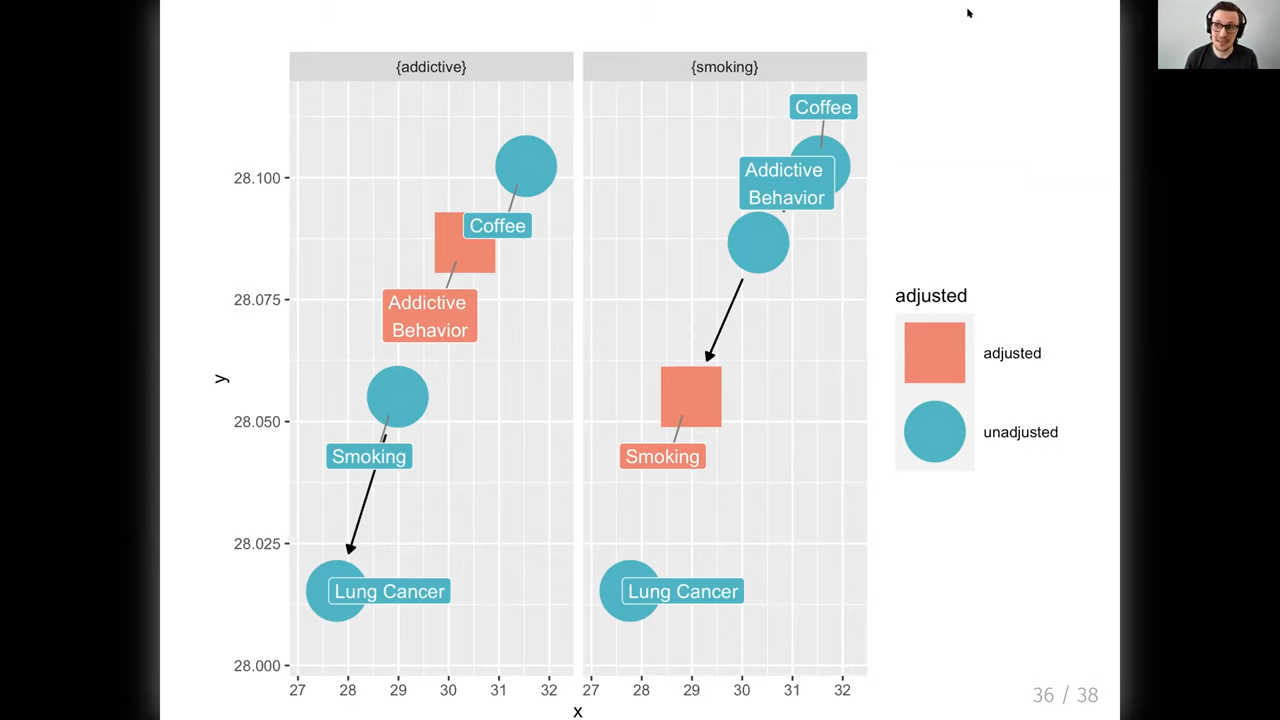 {addictive}
{smoking}
Coffee
Addictive
Behavior
28.100
Coffee
Addictive
Behavior
adjusted
28.075
adjusted
y
28.050
unadjusted
Smoking
Smoking
28.025
Lung Cancer
Lung Cancer
28.000
27 28 29 30 31 32
27 28 29 30 31 32
x
36 / 38